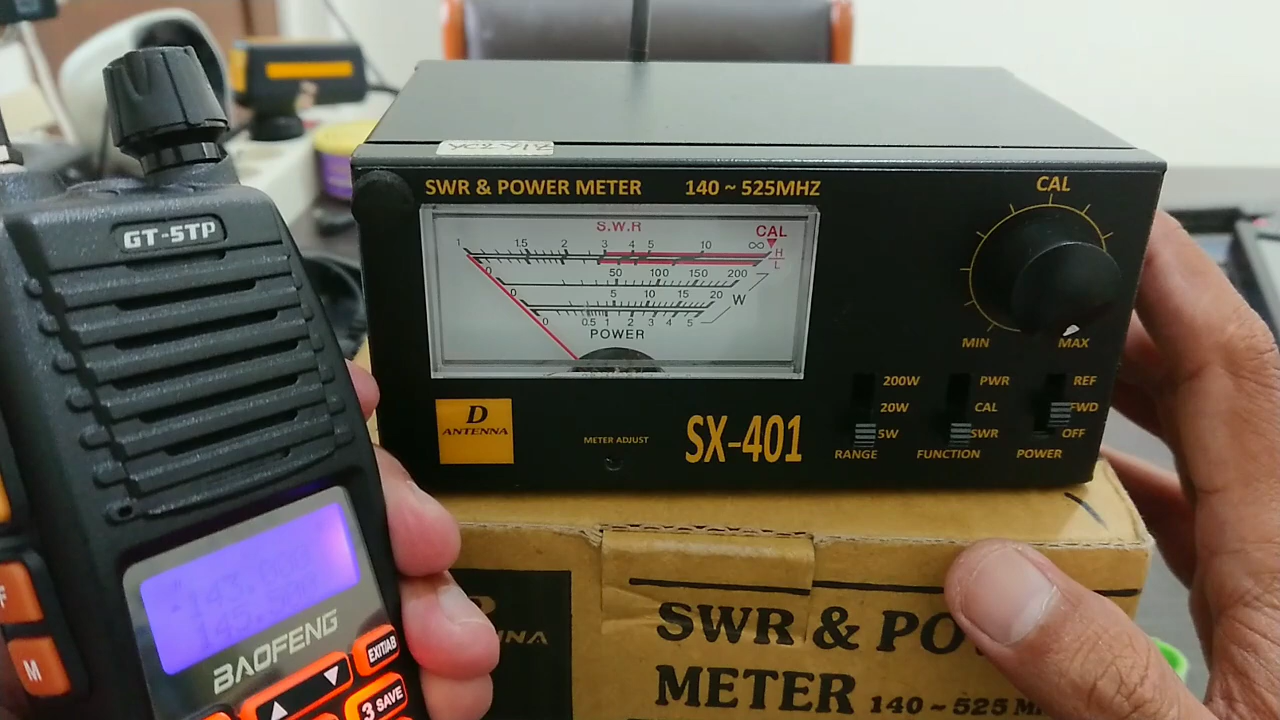 SWR & POWER METER 140 ~ 525MHZ
CAL
S.W.R
CAL
1 1.5 2 3 4 5 10 ∞
H
L
0 50 100 150 200
0 5 10 15 20
W
0 0.5 1 2 3 4 5
POWER
MIN MAX
200W PWR REF
20W CAL FWD
5W SWR OFF
RANGE FUNCTION POWER
D
ANTENNA
METER ADJUST
SX-401
GT-5TP
143.
145.
BAOFENG
EXIT/AB
3 SAVE
F
M
SWR & PO
METER 140 ~ 525 M